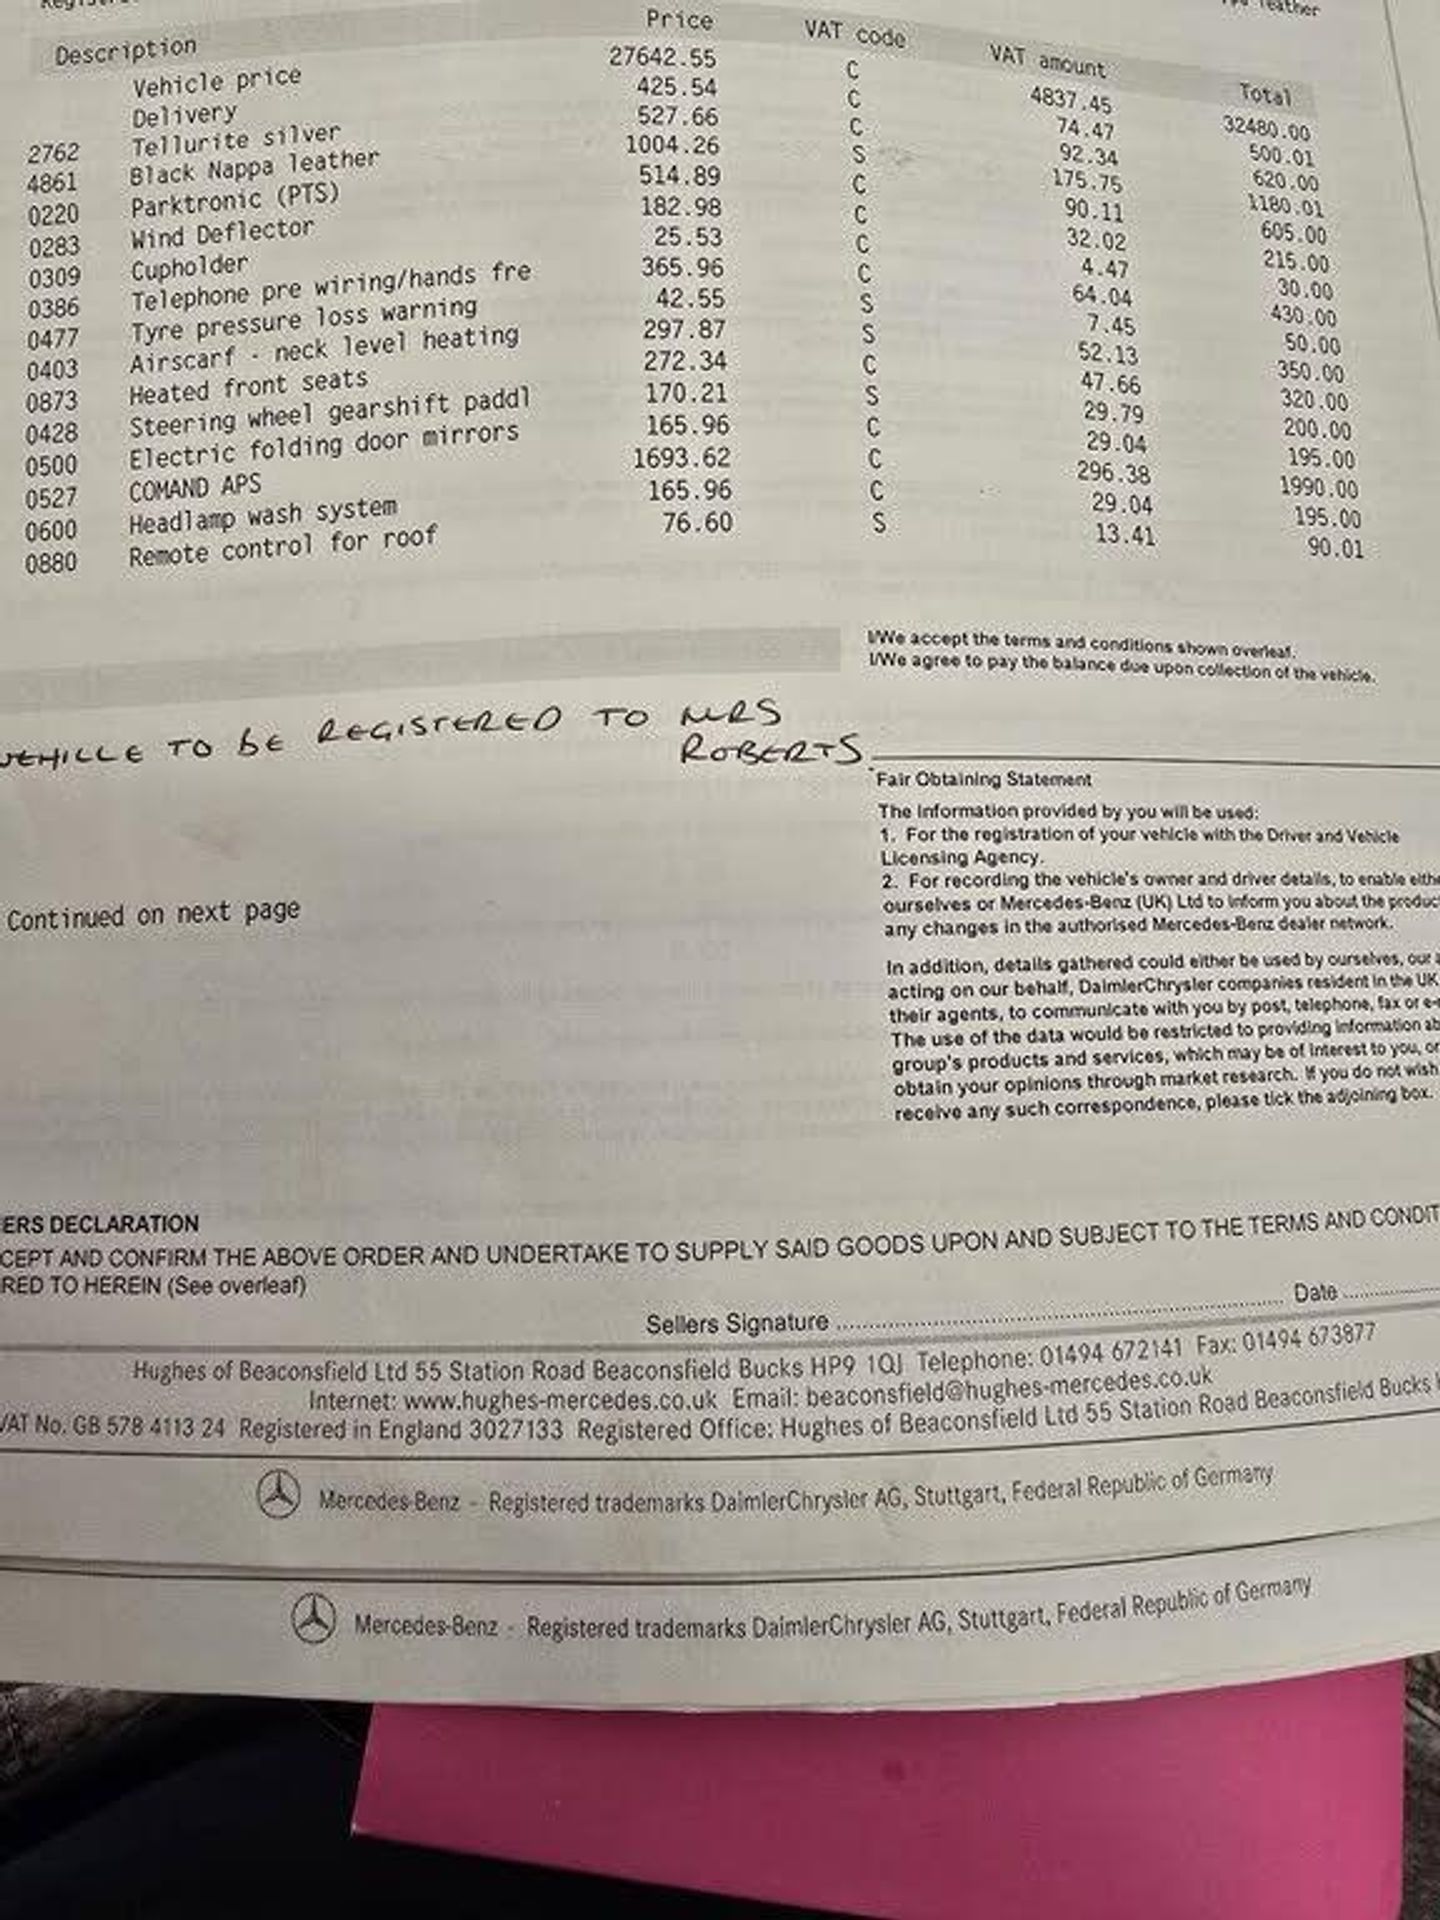 leather
Description Price VAT code VAT amount Total
Vehicle price 27642.55 C 4837.45 32480.00
Delivery 425.54 C 74.47 500.01
2762 Tellurite silver 527.66 C 92.34 620.00
4861 Black Nappa leather 1004.26 S 175.75 1180.01
0220 Parktronic (PTS) 514.89 C 90.11 605.00
0283 Wind Deflector 182.98 C 32.02 215.00
0309 Cupholder 25.53 C 4.47 30.00
0386 Telephone pre wiring/hands fre 365.96 C 64.04 430.00
0477 Tyre pressure loss warning 42.55 S 7.45 50.00
0403 Airscarf - neck level heating 297.87 S 52.13 350.00
0873 Heated front seats 272.34 C 47.66 320.00
0428 Steering wheel gearshift paddl 170.21 S 29.79 200.00
0500 Electric folding door mirrors 165.96 C 29.04 195.00
0527 COMAND APS 1693.62 C 296.38 1990.00
0600 Headlamp wash system 165.96 C 29.04 195.00
0880 Remote control for roof 76.60 S 13.41 90.01
I/We accept the terms and conditions shown overleaf.
I/We agree to pay the balance due upon collection of the vehicle.
VEHILLE TO BE REGISTERED TO MRS
ROBERTS
Fair Obtaining Statement
The information provided by you will be used:
1. For the registration of your vehicle with the Driver and Vehicle
Licensing Agency.
2. For recording the vehicle's owner and driver details, to enable eithe
ourselves or Mercedes-Benz (UK) Ltd to inform you about the product
any changes in the authorised Mercedes-Benz dealer network.
Continued on next page
In addition, details gathered could either be used by ourselves, our a
acting on our behalf, DaimlerChrysler companies resident in the UK
their agents, to communicate with you by post, telephone, fax or e-
The use of the data would be restricted to providing information ab
group's products and services, which may be of interest to you, or
obtain your opinions through market research. If you do not wish
receive any such correspondence, please tick the adjoining box.
ERS DECLARATION
CEPT AND CONFIRM THE ABOVE ORDER AND UNDERTAKE TO SUPPLY SAID GOODS UPON AND SUBJECT TO THE TERMS AND CONDIT
RED TO HEREIN (See overleaf)
Sellers Signature Date
Hughes of Beaconsfield Ltd 55 Station Road Beaconsfield Bucks HP9 1QJ Telephone: 01494 672141 Fax: 01494 673877
Internet: www.hughes-mercedes.co.uk Email: beaconsfield@hughes-mercedes.co.uk
VAT No. GB 578 4113 24 Registered in England 3027133 Registered Office: Hughes of Beaconsfield Ltd 55 Station Road Beaconsfield Bucks
Mercedes-Benz - Registered trademarks DaimlerChrysler AG, Stuttgart, Federal Republic of Germany
Mercedes-Benz - Registered trademarks DaimlerChrysler AG, Stuttgart, Federal Republic of Germany